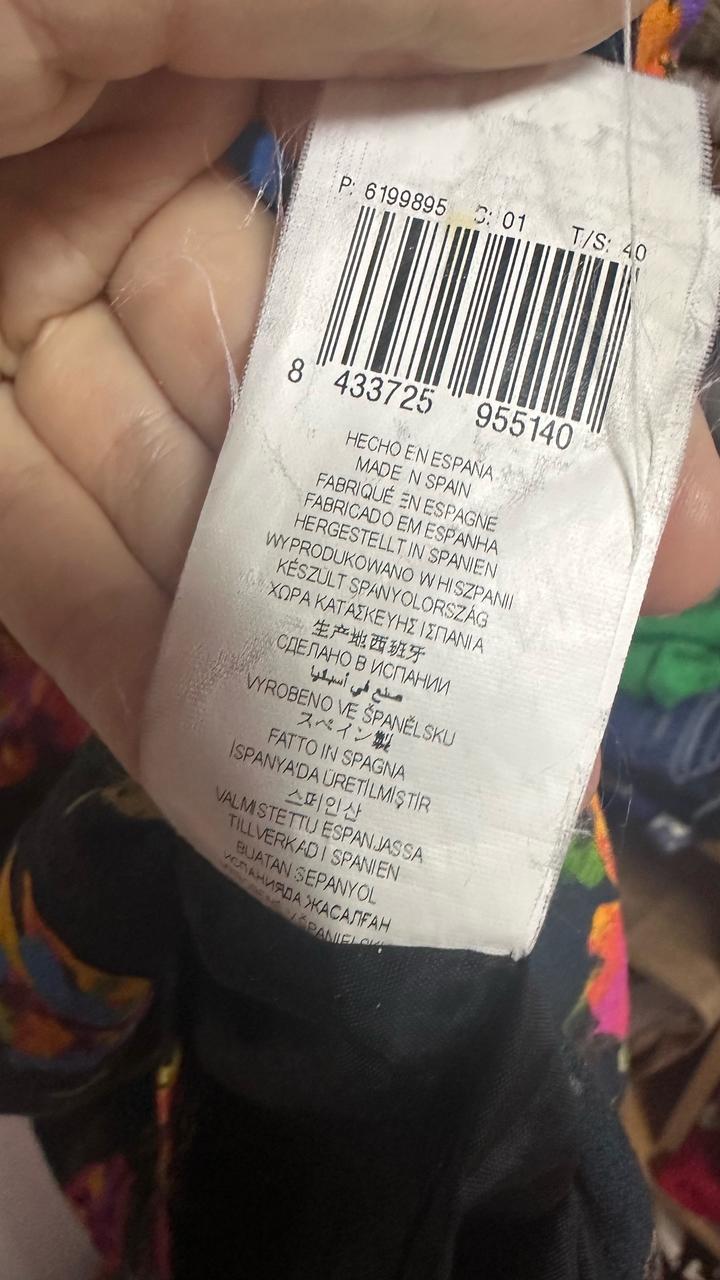 P: 6199895 C: 01 T/S: 40
8 433725 955140
HECHO EN ESPAÑA
MADE IN SPAIN
FABRIQUÉ EN ESPAGNE
FABRICADO EM ESPANHA
HERGESTELLT IN SPANIEN
WYPRODUKOWANO W HISZPANII
KÉSZÜLT SPANYOLORSZÁG
ΧΩΡΑ ΚΑΤΑΣΚΕΥΗΣ ΙΣΠΑΝΙΑ
生产地西班牙
СДЕЛАНО В ИСПАНИИ
صنع في أسبانيا
VYROBENO VE ŠPANĚLSKU
スペイン製
FATTO IN SPAGNA
İSPANYA'DA ÜRETİLMİŞTİR
스페인산
VALMISTETTU ESPANJASSA
TILLVERKAD I SPANIEN
BUATAN SEPANYOL
ИСПАНИЯДА ЖАСАЛҒАН